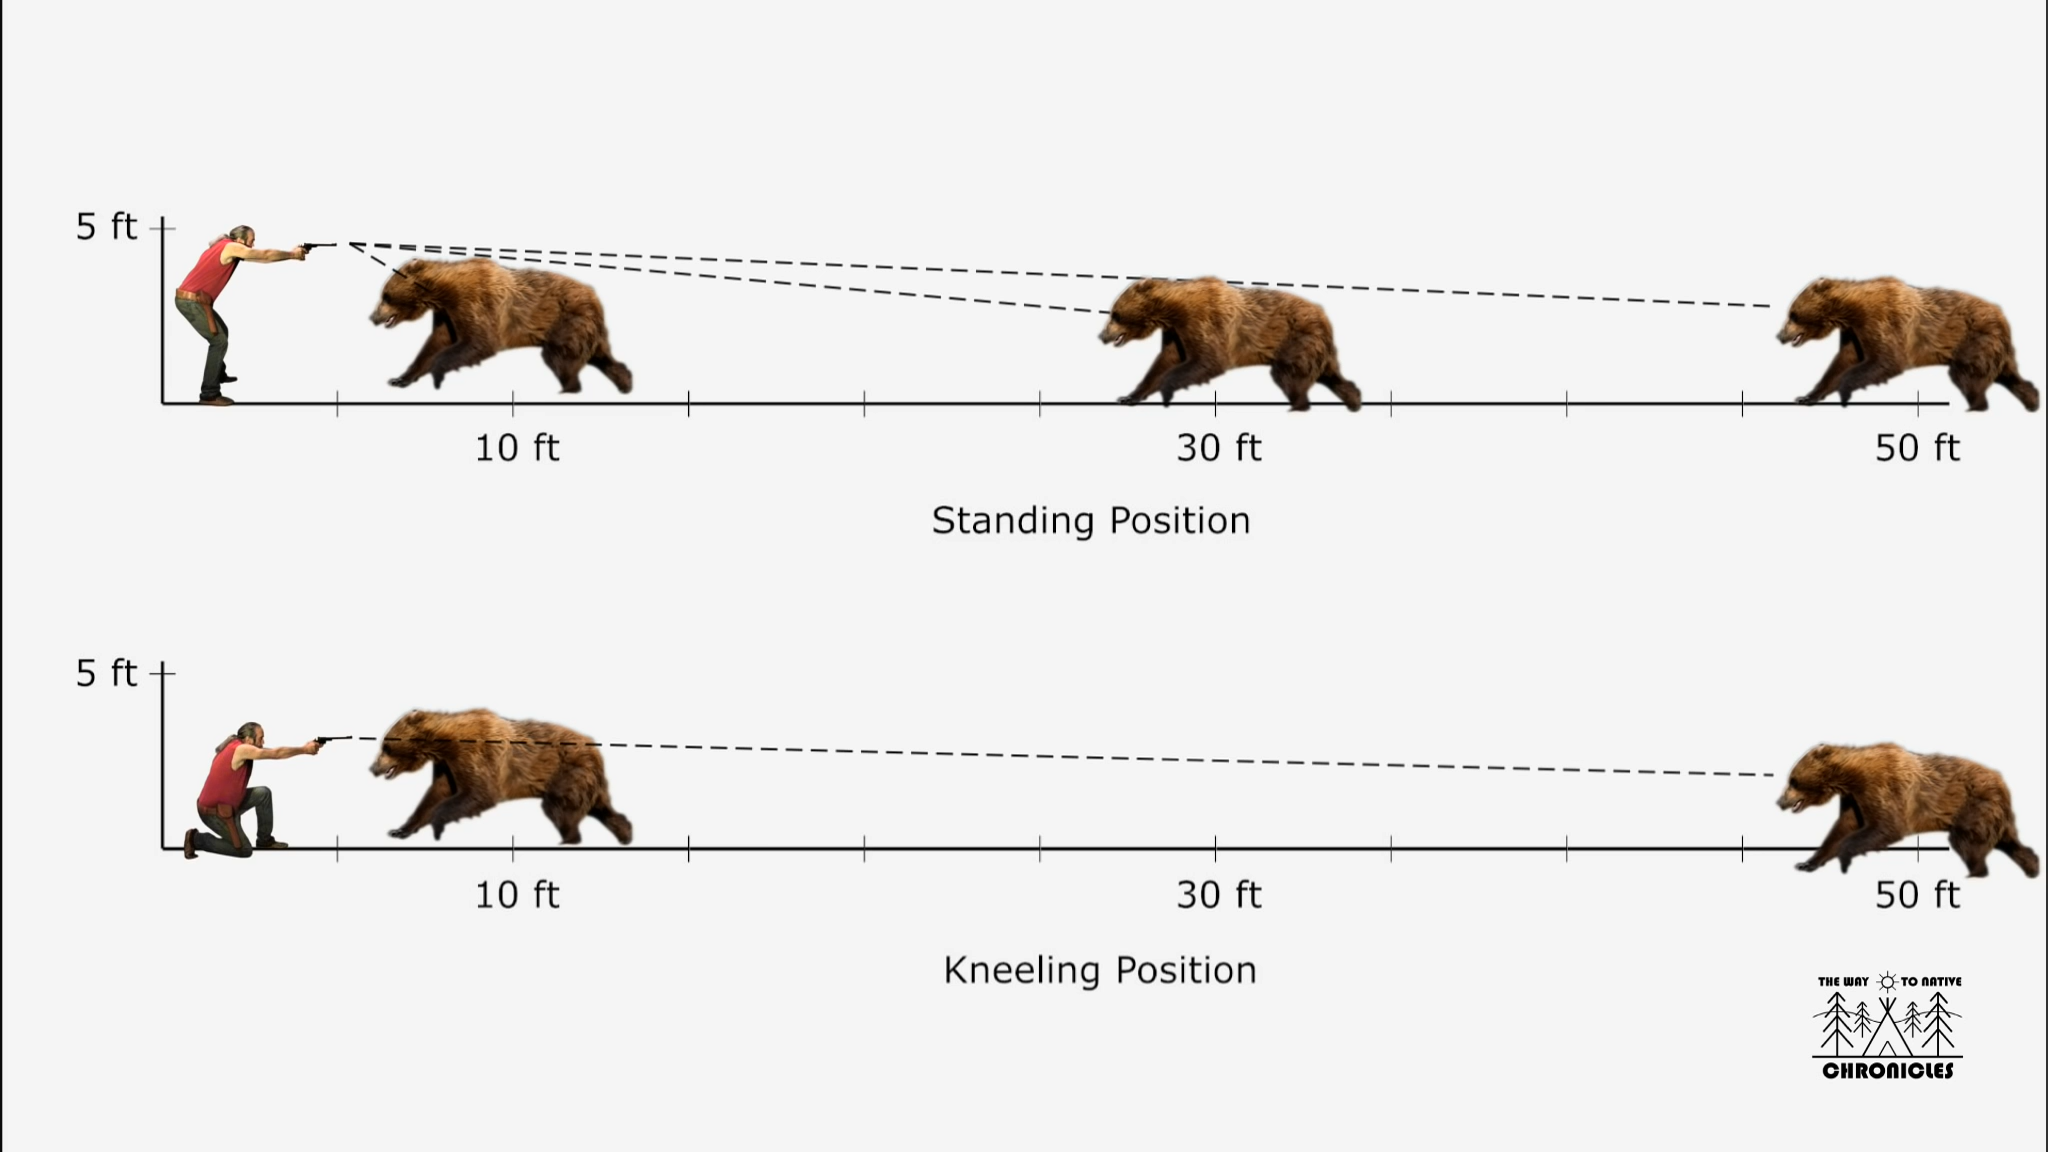 5 ft
10 ft 30 ft 50 ft
Standing Position
5 ft
10 ft 30 ft 50 ft
Kneeling Position
THE WAY TO NATIVE
CHRONICLES